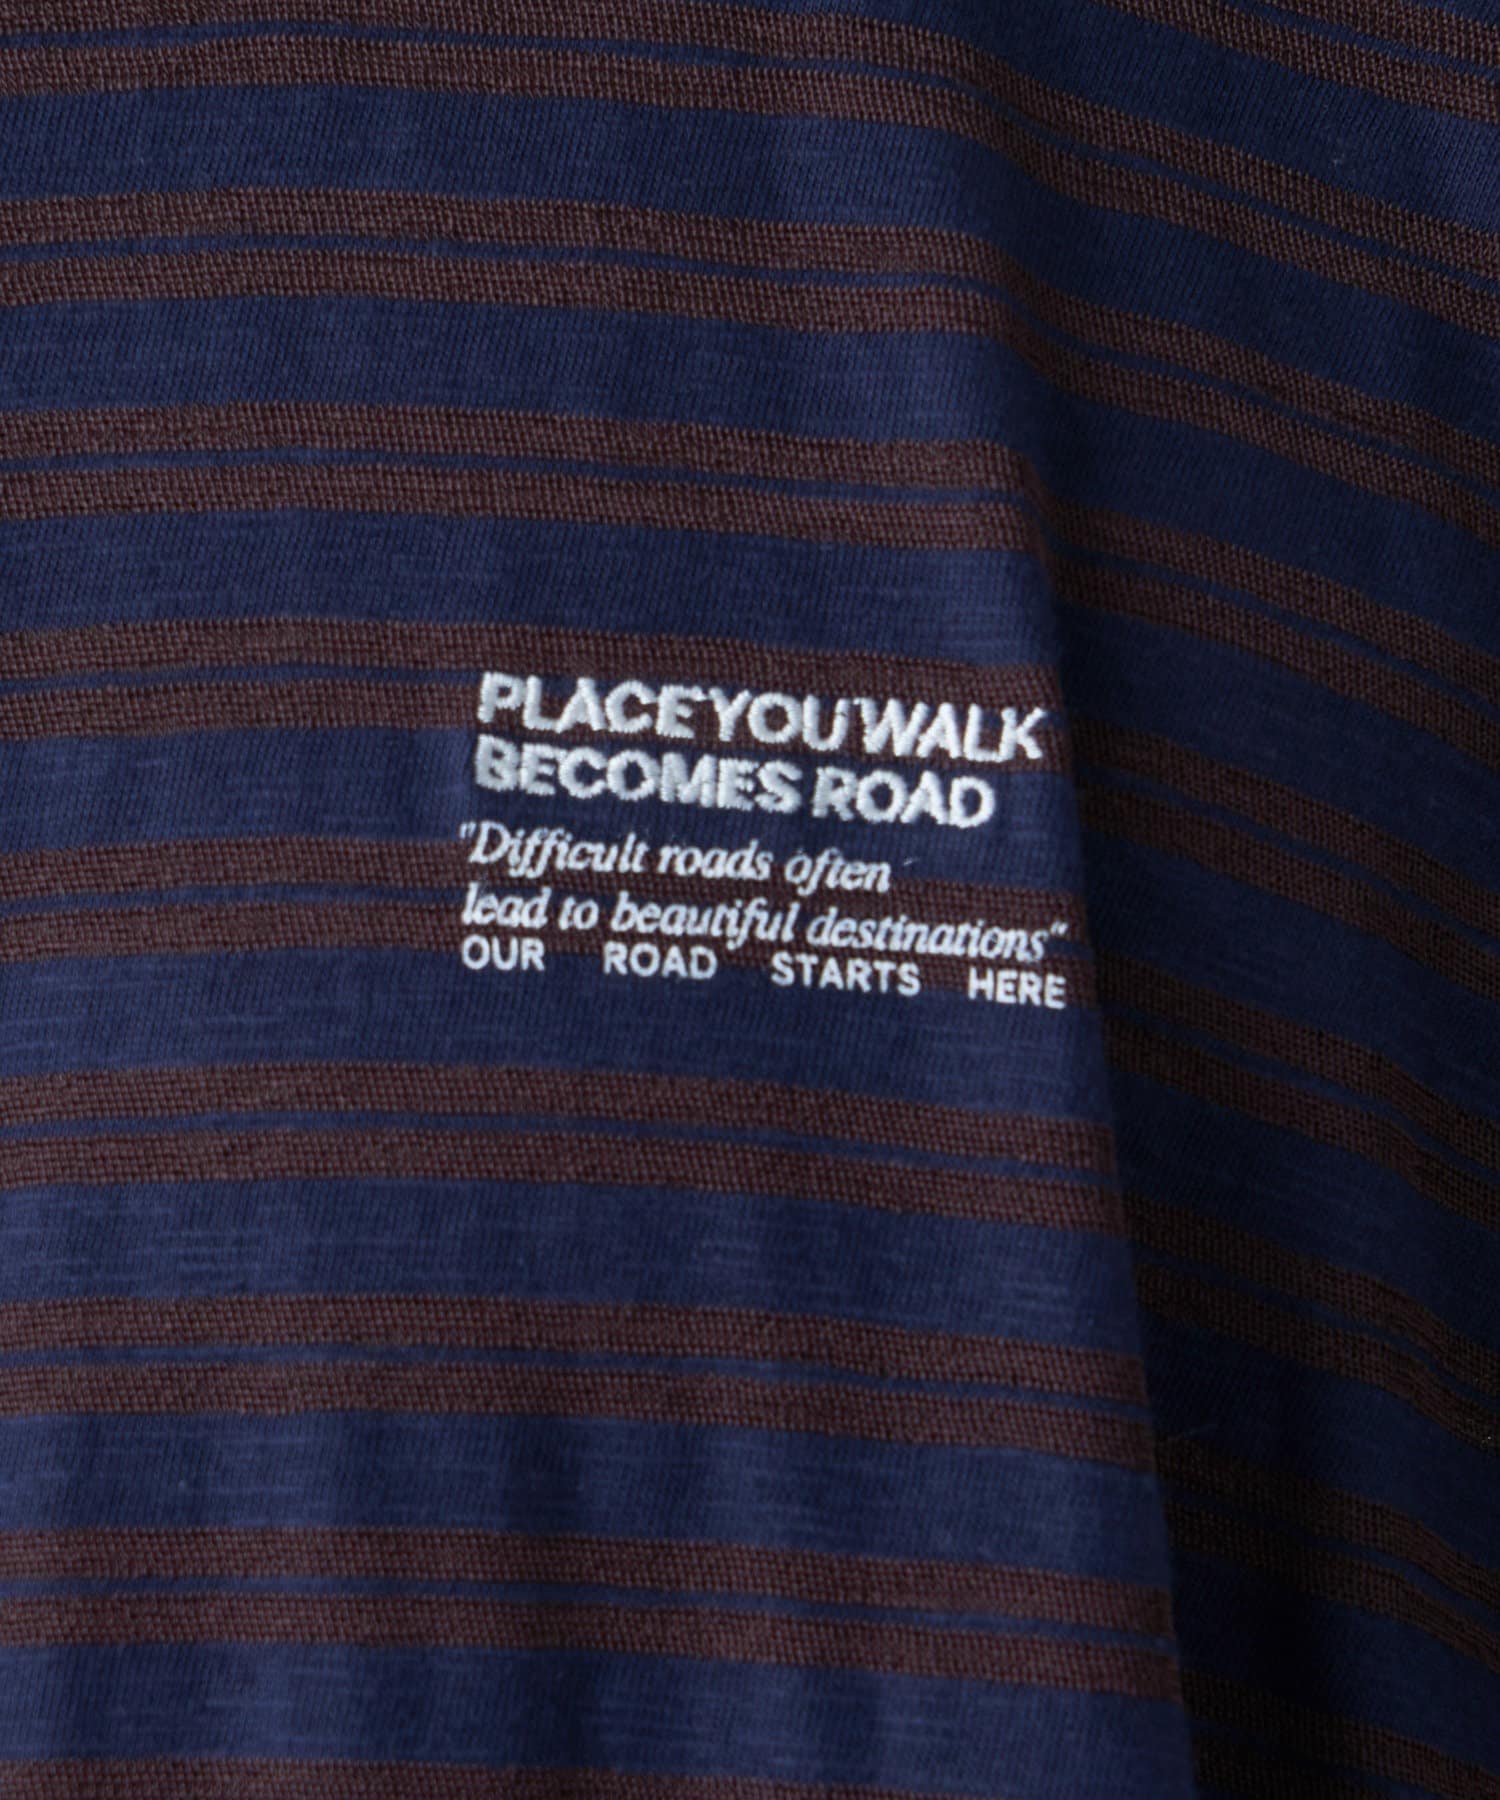 PLACE YOU WALK
BECOMES ROAD
"Difficult roads often
lead to beautiful destinations"
OUR ROAD STARTS HERE